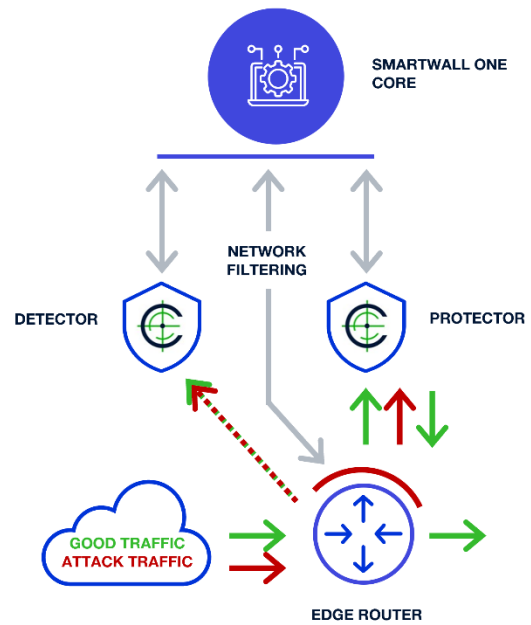 SMARTWALL ONE
CORE
NETWORK
FILTERING
DETECTOR
PROTECTOR
GOOD TRAFFIC
ATTACK TRAFFIC
EDGE ROUTER